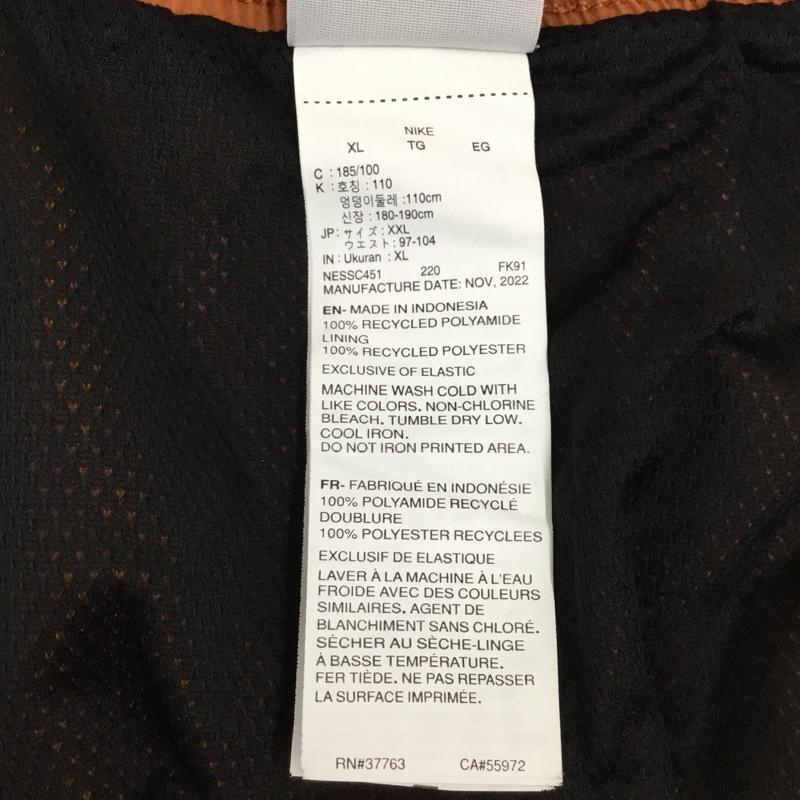 NIKE
XL TG EG
C : 185/100
K : 호칭 : 110
엉덩이둘레 :110cm
신장 : 180-190cm
JP: サイズ : XXL
ウエスト: 97-104
IN : Ukuran : XL
NESSC451 220 FK91
MANUFACTURE DATE: NOV, 2022
EN- MADE IN INDONESIA
100% RECYCLED POLYAMIDE
LINING
100% RECYCLED POLYESTER
EXCLUSIVE OF ELASTIC
MACHINE WASH COLD WITH
LIKE COLORS. NON-CHLORINE
BLEACH. TUMBLE DRY LOW.
COOL IRON.
DO NOT IRON PRINTED AREA.
FR- FABRIQUÉ EN INDONÉSIE
100% POLYAMIDE RECYCLÉ
DOUBLURE
100% POLYESTER RECYCLEES
EXCLUSIF DE ELASTIQUE
LAVER À LA MACHINE À L'EAU
FROIDE AVEC DES COULEURS
SIMILAIRES. AGENT DE
BLANCHIMENT SANS CHLORÉ.
SÈCHER AU SÈCHE-LINGE
À BASSE TEMPÉRATURE.
FER TIÈDE. NE PAS REPASSER
LA SURFACE IMPRIMÉE.
RN#37763 CA#55972